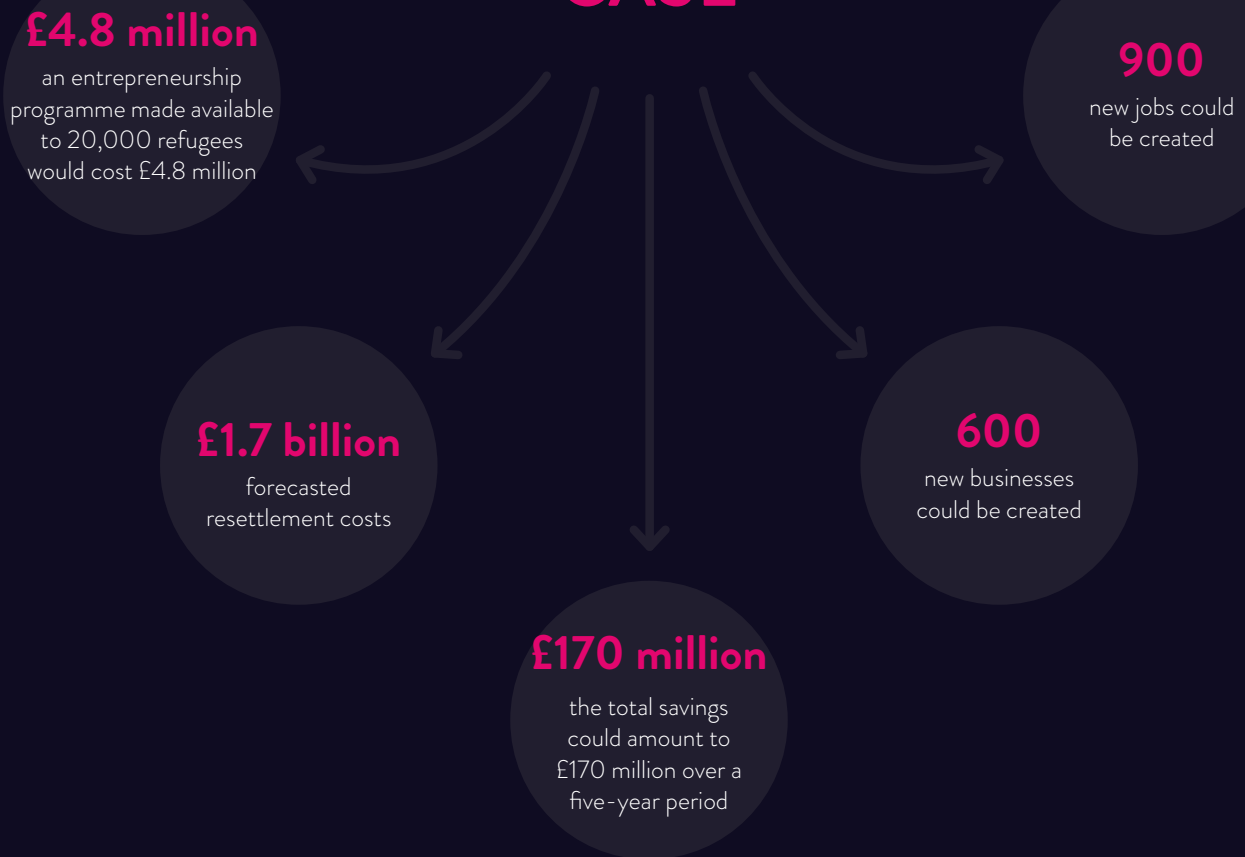 CASE
£4.8 million
an entrepreneurship
programme made available
to 20,000 refugees
would cost £4.8 million
£1.7 billion
forecasted
resettlement costs
£170 million
the total savings
could amount to
£170 million over a
five-year period
600
new businesses
could be created
900
new jobs could
be created